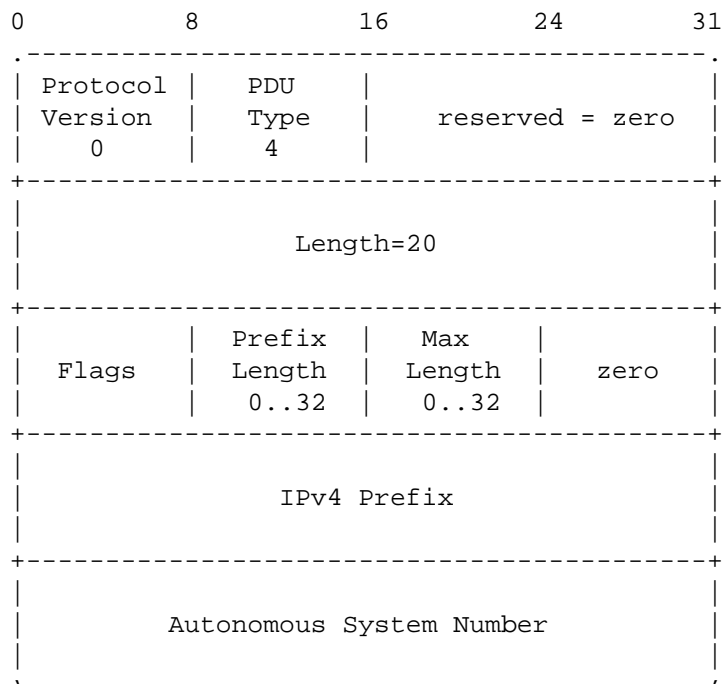 0 8 16 24 31
Protocol PDU
Version Type reserved = zero
0 4
Length=20
Prefix Max
Flags Length Length zero
0..32 0..32
IPv4 Prefix
Autonomous System Number